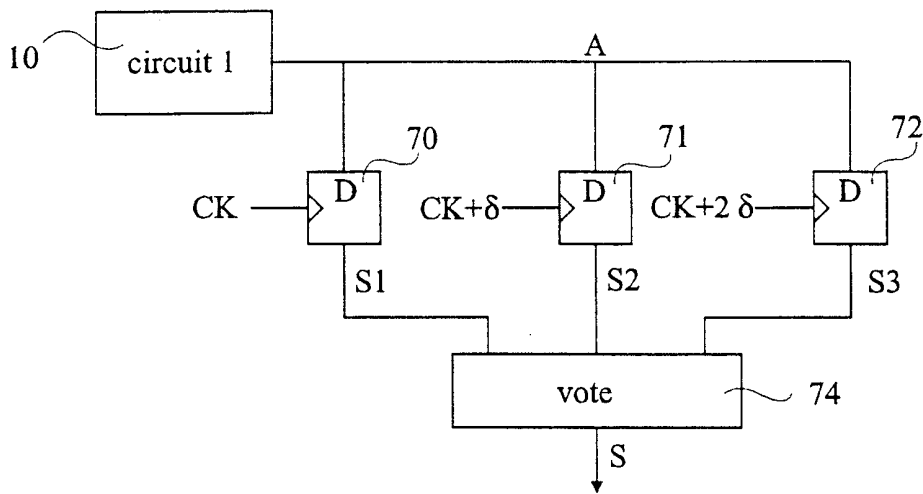 A
10
circuit 1
70
71
72
D
D
D
CK
CK+δ
CK+2 δ
S1
S2
S3
vote
74
S